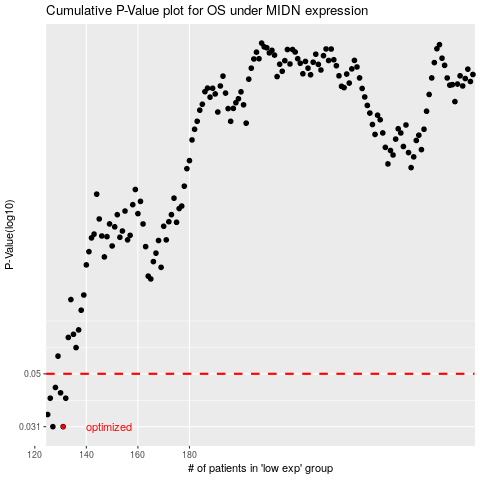 Cumulative P-Value plot for OS under MIDN expression
P-Value(log10)
0.05
0.031
optimized
120 140 160 180
# of patients in 'low exp' group